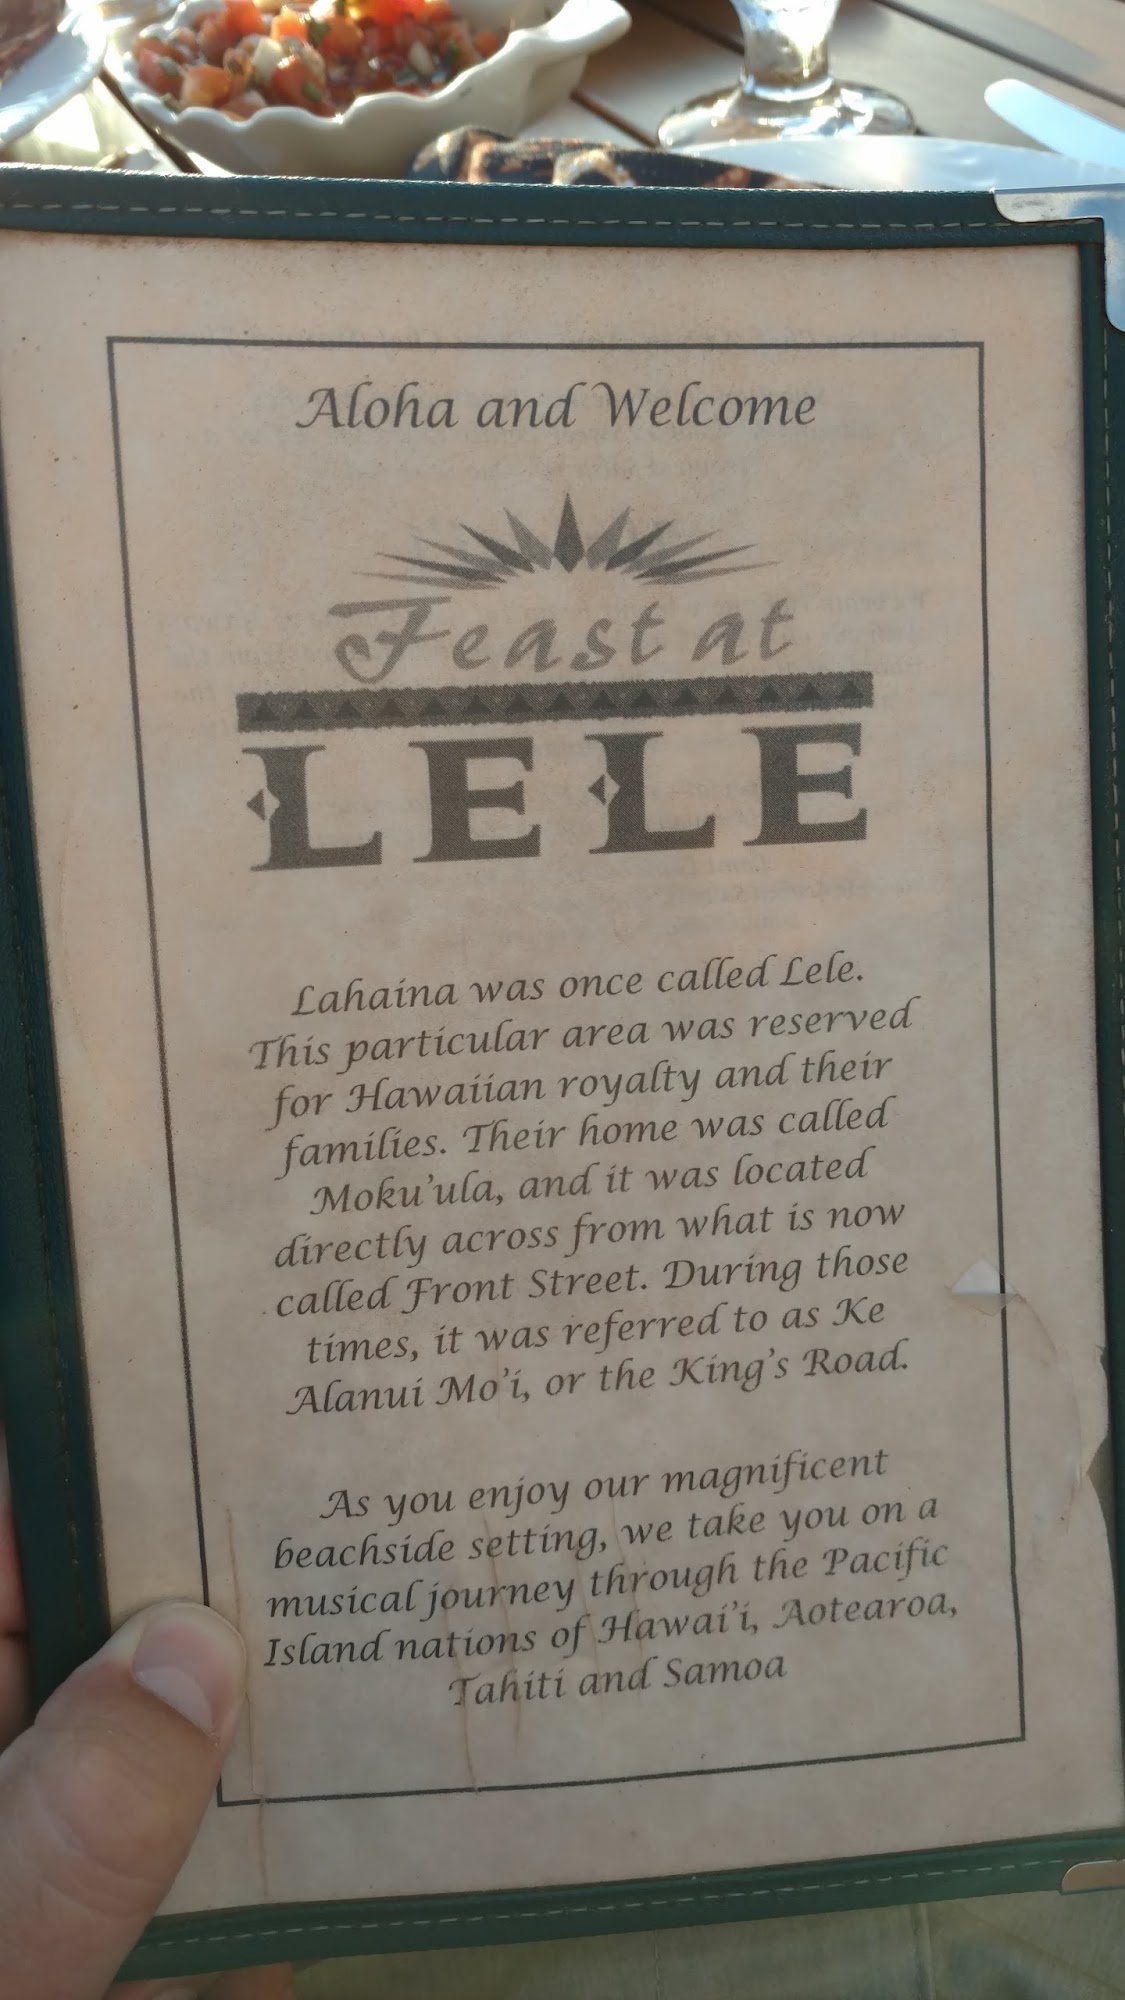 Aloha and Welcome
Feast at
LELE
Lahaina was once called Lele.
This particular area was reserved
for Hawaiian royalty and their
families. Their home was called
Moku'ula, and it was located
directly across from what is now
called Front Street. During those
times, it was referred to as Ke
Alanui Mo'i, or the King's Road.
As you enjoy our magnificent
beachside setting, we take you on a
musical journey through the Pacific
Island nations of Hawai'i, Aotearoa,
Tahiti and Samoa